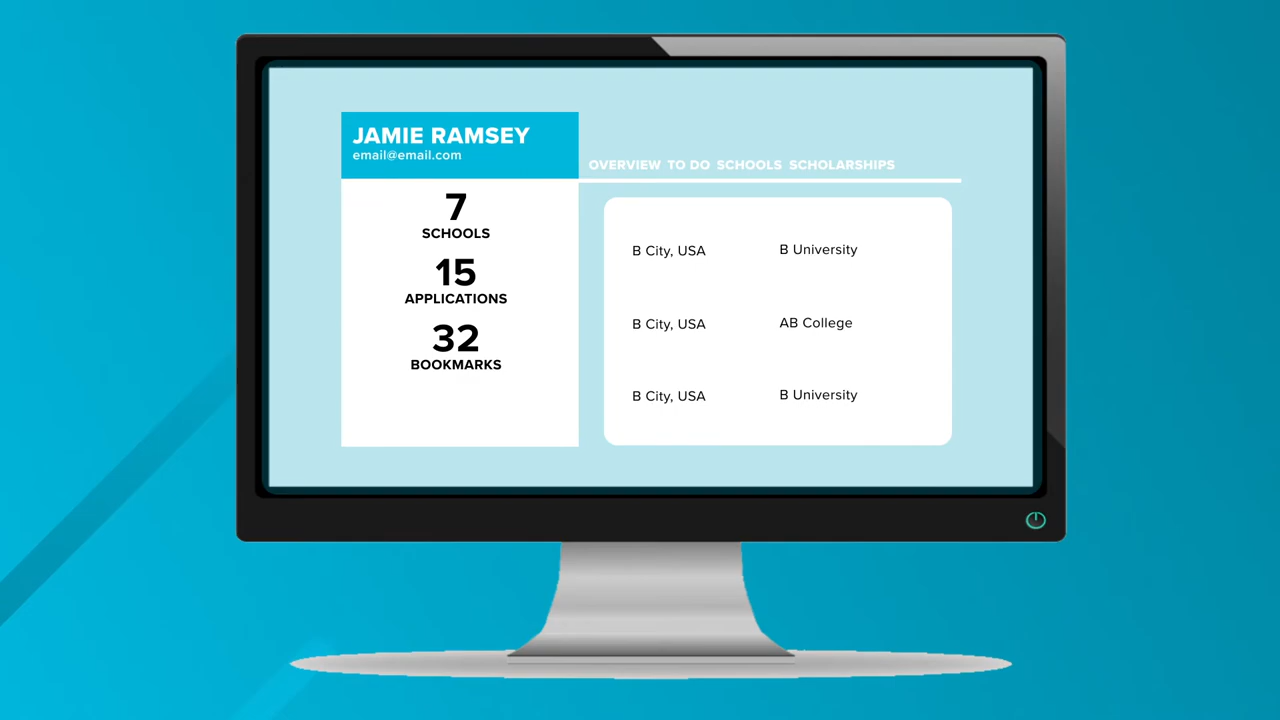 JAMIE RAMSEY
email@email.com
OVERVIEW TO DO SCHOOLS SCHOLARSHIPS
7
SCHOOLS
15
APPLICATIONS
32
BOOKMARKS
B City, USA B University
B City, USA AB College
B City, USA B University